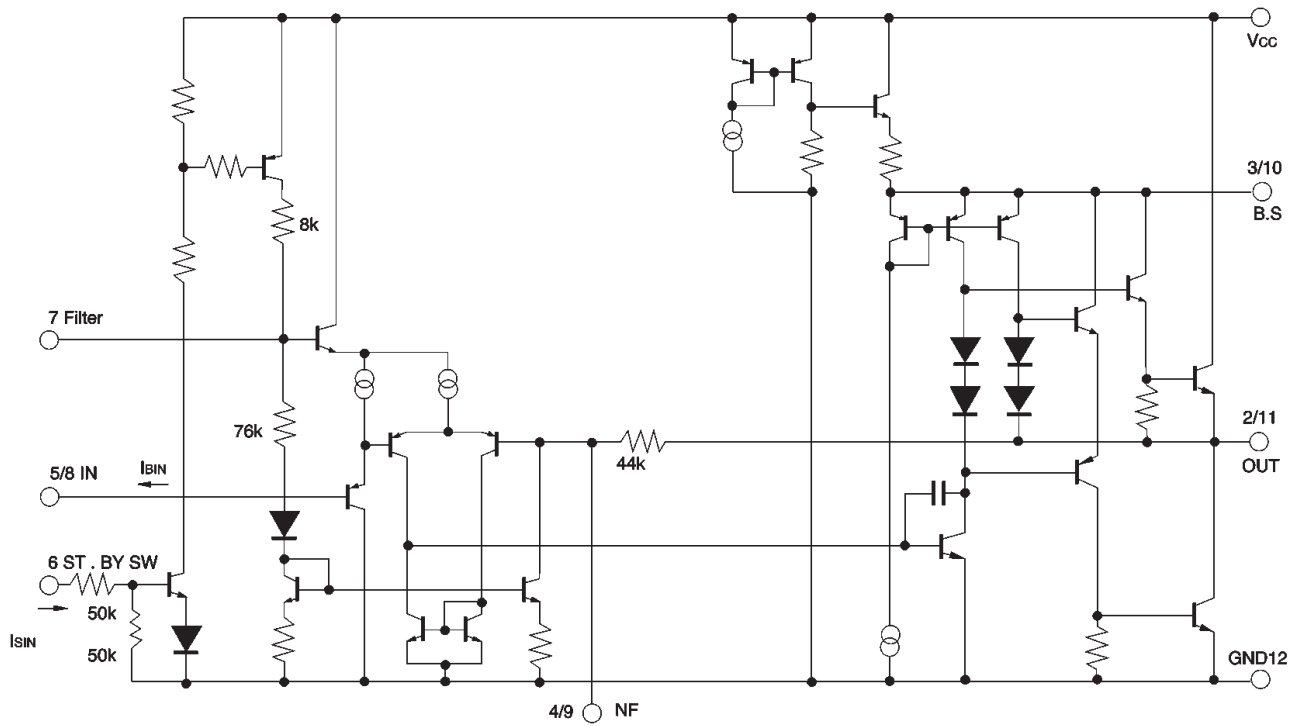 Vcc
3/10
B.S
8k
7 Filter
76k
2/11
OUT
44k
5/8 IN
IBIN
6 ST . BY SW
50k
ISIN
50k
GND12
4/9 NF